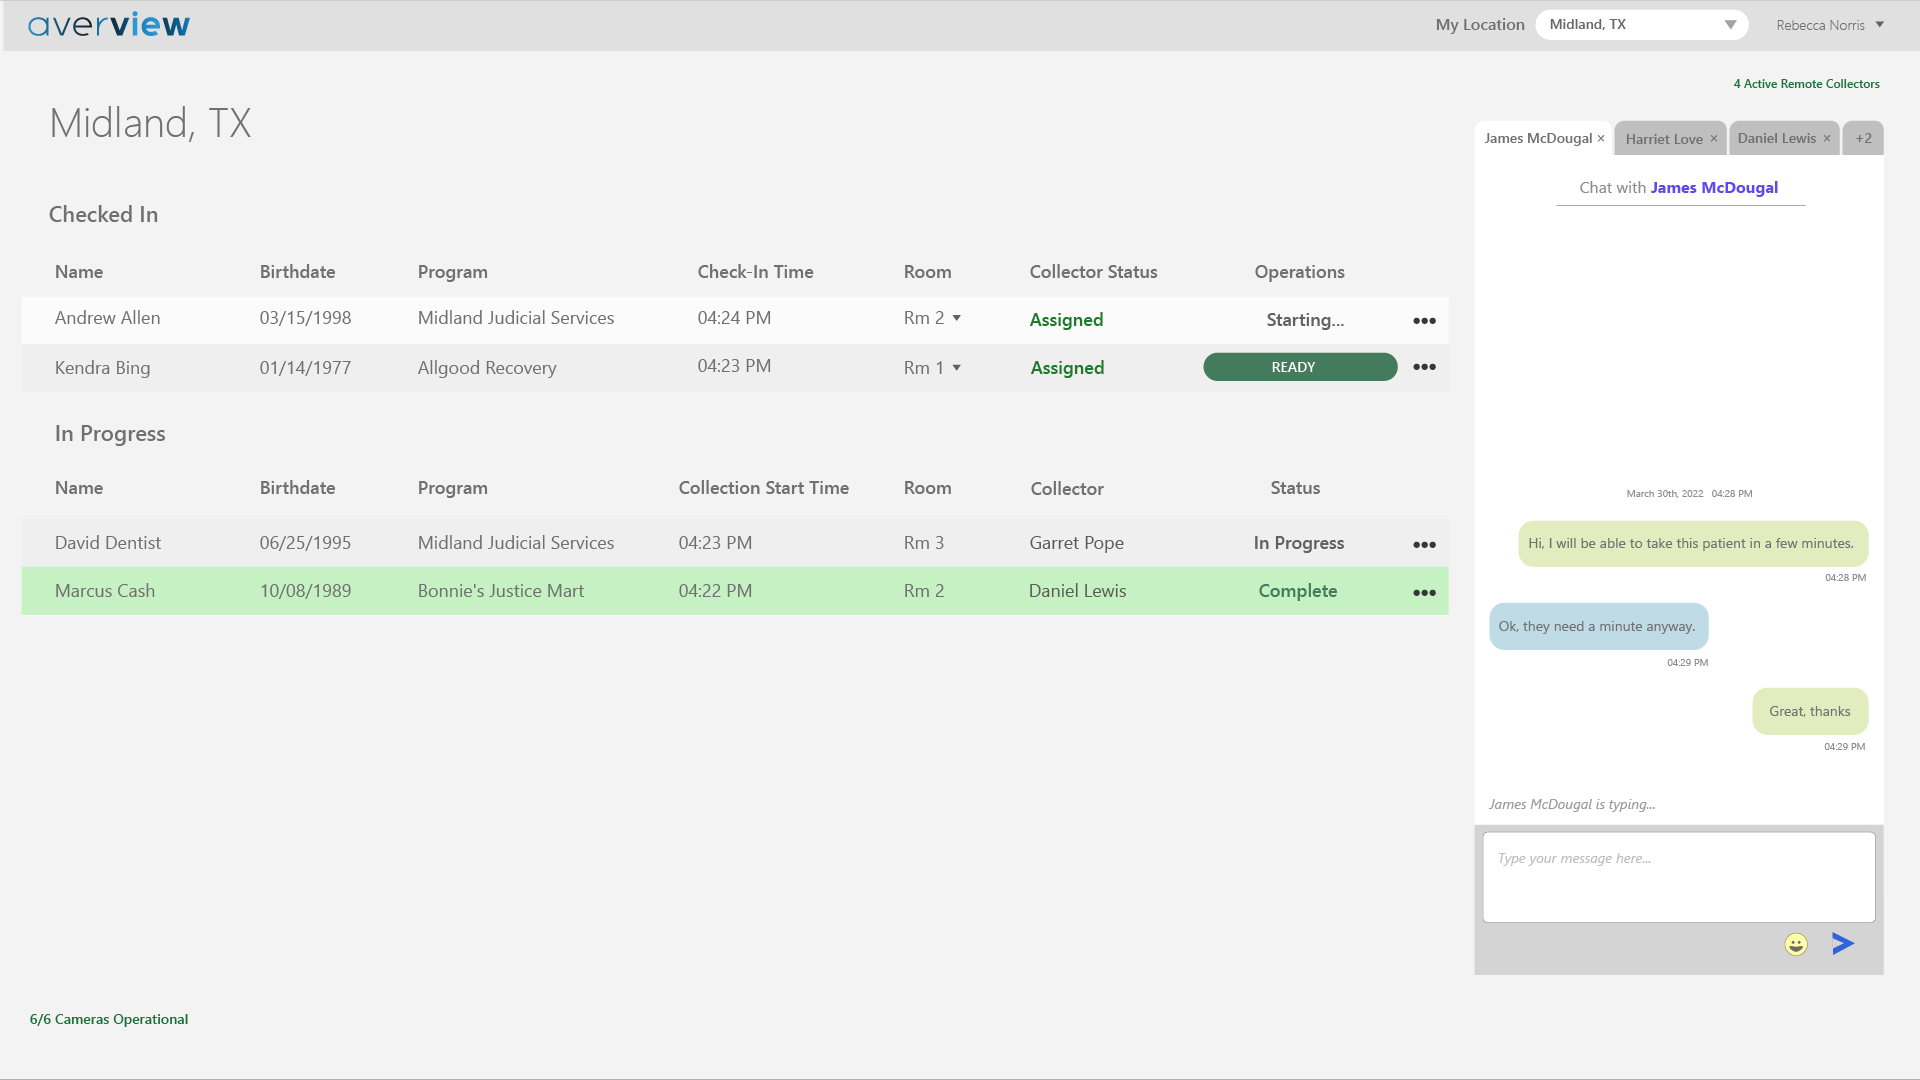 averview
My Location Midland, TX Rebecca Norris
4 Active Remote Collectors
Midland, TX
Checked In
Name Birthdate Program Check-In Time Room Collector Status Operations
Andrew Allen 03/15/1998 Midland Judicial Services 04:24 PM Rm 2 Assigned Starting...
Kendra Bing 01/14/1977 Allgood Recovery 04:23 PM Rm 1 Assigned READY
In Progress
Name Birthdate Program Collection Start Time Room Collector Status
David Dentist 06/25/1995 Midland Judicial Services 04:23 PM Rm 3 Garret Pope In Progress
Marcus Cash 10/08/1989 Bonnie's Justice Mart 04:22 PM Rm 2 Daniel Lewis Complete
6/6 Cameras Operational
James McDougal × Harriet Love × Daniel Lewis × +2
Chat with James McDougal
March 30th, 2022 04:28 PM
Hi, I will be able to take this patient in a few minutes.
04:28 PM
Ok, they need a minute anyway.
04:29 PM
Great, thanks
04:29 PM
James McDougal is typing...
Type your message here...